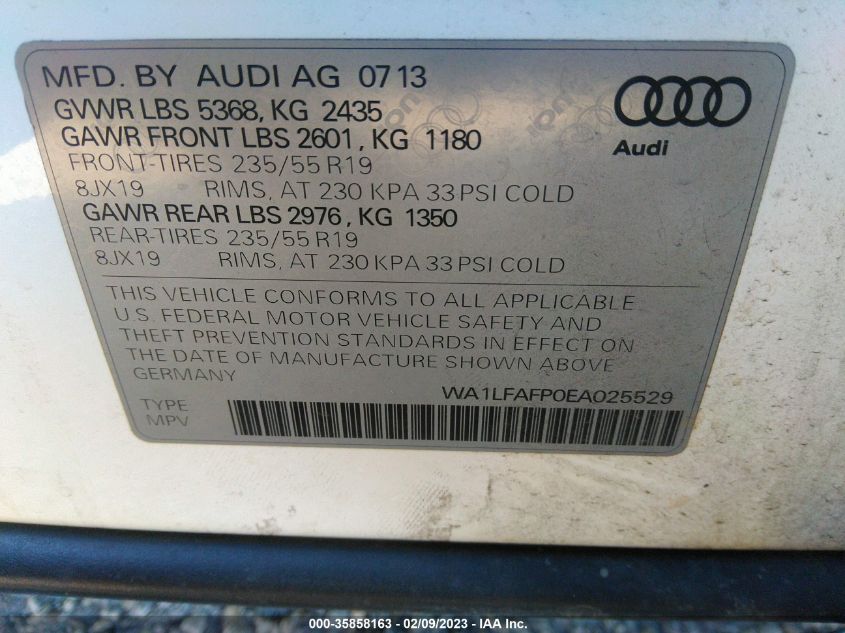 MFD. BY AUDI AG 0713
GVWR LBS 5368, KG 2435
GAWR FRONT LBS 2601, KG 1180
FRONT-TIRES 235/55 R19
8JX19 RIMS, AT 230 KPA 33 PSI COLD
GAWR REAR LBS 2976, KG 1350
REAR-TIRES 235/55 R19
8JX19 RIMS, AT 230 KPA 33 PSI COLD
Audi
THIS VEHICLE CONFORMS TO ALL APPLICABLE
U.S. FEDERAL MOTOR VEHICLE SAFETY AND
THEFT PREVENTION STANDARDS IN EFFECT ON
THE DATE OF MANUFACTURE SHOWN ABOVE
GERMANY
WA1LFAFP0EA025529
TYPE
MPV
000-35858163 - 02/09/2023 - © IAA Inc.